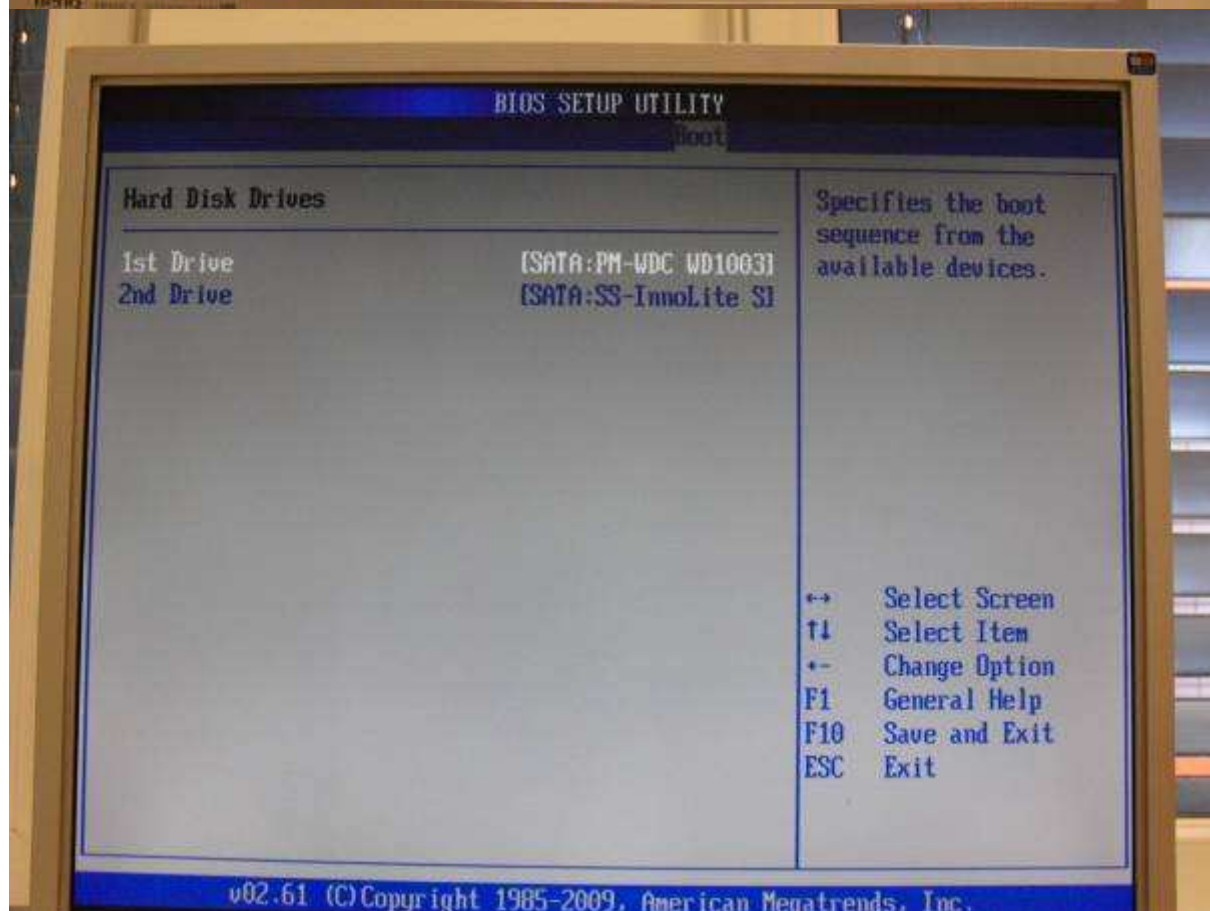 BIOS SETUP UTILITY
Boot
Hard Disk Drives
1st Drive [SATA:PM-WDC WD1003]
2nd Drive [SATA:SS-InnoLite S]
Specifies the boot
sequence from the
available devices.
↔ Select Screen
↑↓ Select Item
+- Change Option
F1 General Help
F10 Save and Exit
ESC Exit
v02.61 (C)Copyright 1985-2009, American Megatrends, Inc.